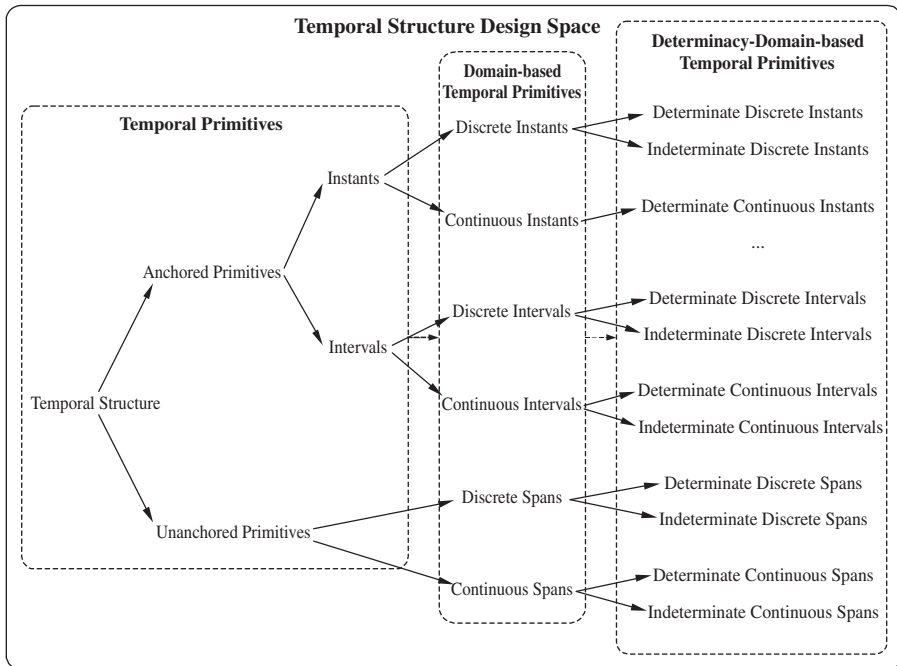 Temporal Structure Design Space
Determinacy-Domain-based
Temporal Primitives
Domain-based
Temporal Primitives
Temporal Primitives
Temporal Structure
Anchored Primitives
Unanchored Primitives
Instants
Intervals
Discrete Instants
Continuous Instants
Discrete Intervals
Continuous Intervals
Discrete Spans
Continuous Spans
Determinate Discrete Instants
Indeterminate Discrete Instants
Determinate Continuous Instants
...
Determinate Discrete Intervals
Indeterminate Discrete Intervals
Determinate Continuous Intervals
Indeterminate Continuous Intervals
Determinate Discrete Spans
Indeterminate Discrete Spans
Determinate Continuous Spans
Indeterminate Continuous Spans